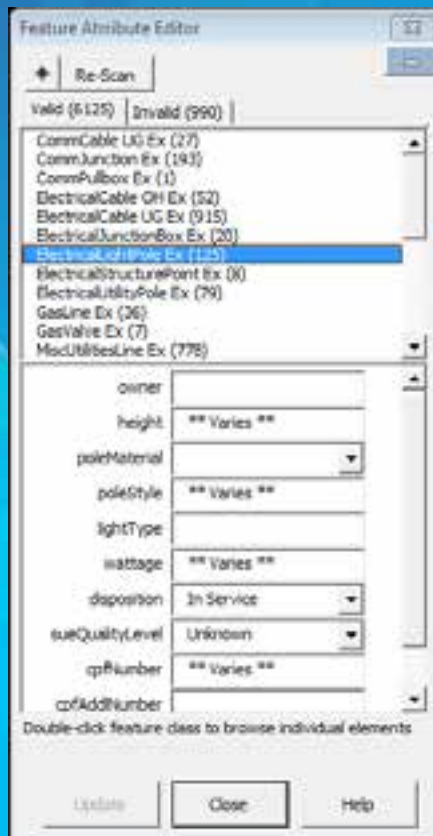 Feature Attribute Editor
+ Re-Scan
Valid (6125) Invalid (990)
CommCable UG Ex (27)
CommJunction Ex (193)
CommPullbox Ex (1)
ElectricalCable OH Ex (52)
ElectricalCable UG Ex (915)
ElectricalJunctionBox Ex (20)
ElectricalLightPole Ex (125)
ElectricalStructurePoint Ex (8)
ElectricalUtilityPole Ex (79)
GasLine Ex (36)
GasValve Ex (7)
MiscUtilitiesLine Ex (778)
owner
height ** Varies **
poleMaterial
poleStyle ** Varies **
lightType
wattage ** Varies **
disposition In Service
sueQualityLevel Unknown
cpfNumber ** Varies **
cpfAddlNumber
Double-click feature class to browse individual elements
Update Close Help